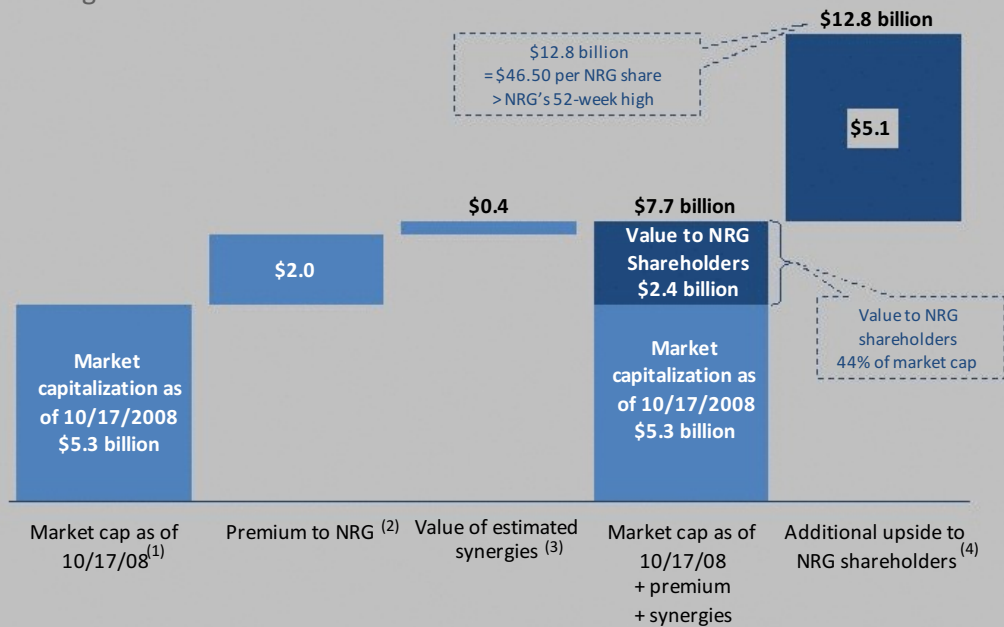 $12.8 billion
$12.8 billion
= $46.50 per NRG share
> NRG's 52-week high
$5.1
$0.4
$7.7 billion
Value to NRG
Shareholders
$2.4 billion
$2.0
Value to NRG
shareholders
44% of market cap
Market
capitalization as
of 10/17/2008
$5.3 billion
Market
capitalization as
of 10/17/2008
$5.3 billion
Market cap as of
10/17/08(1)
Premium to NRG (2)
Value of estimated
synergies (3)
Market cap as of
10/17/08
+ premium
+ synergies
Additional upside to
NRG shareholders(4)